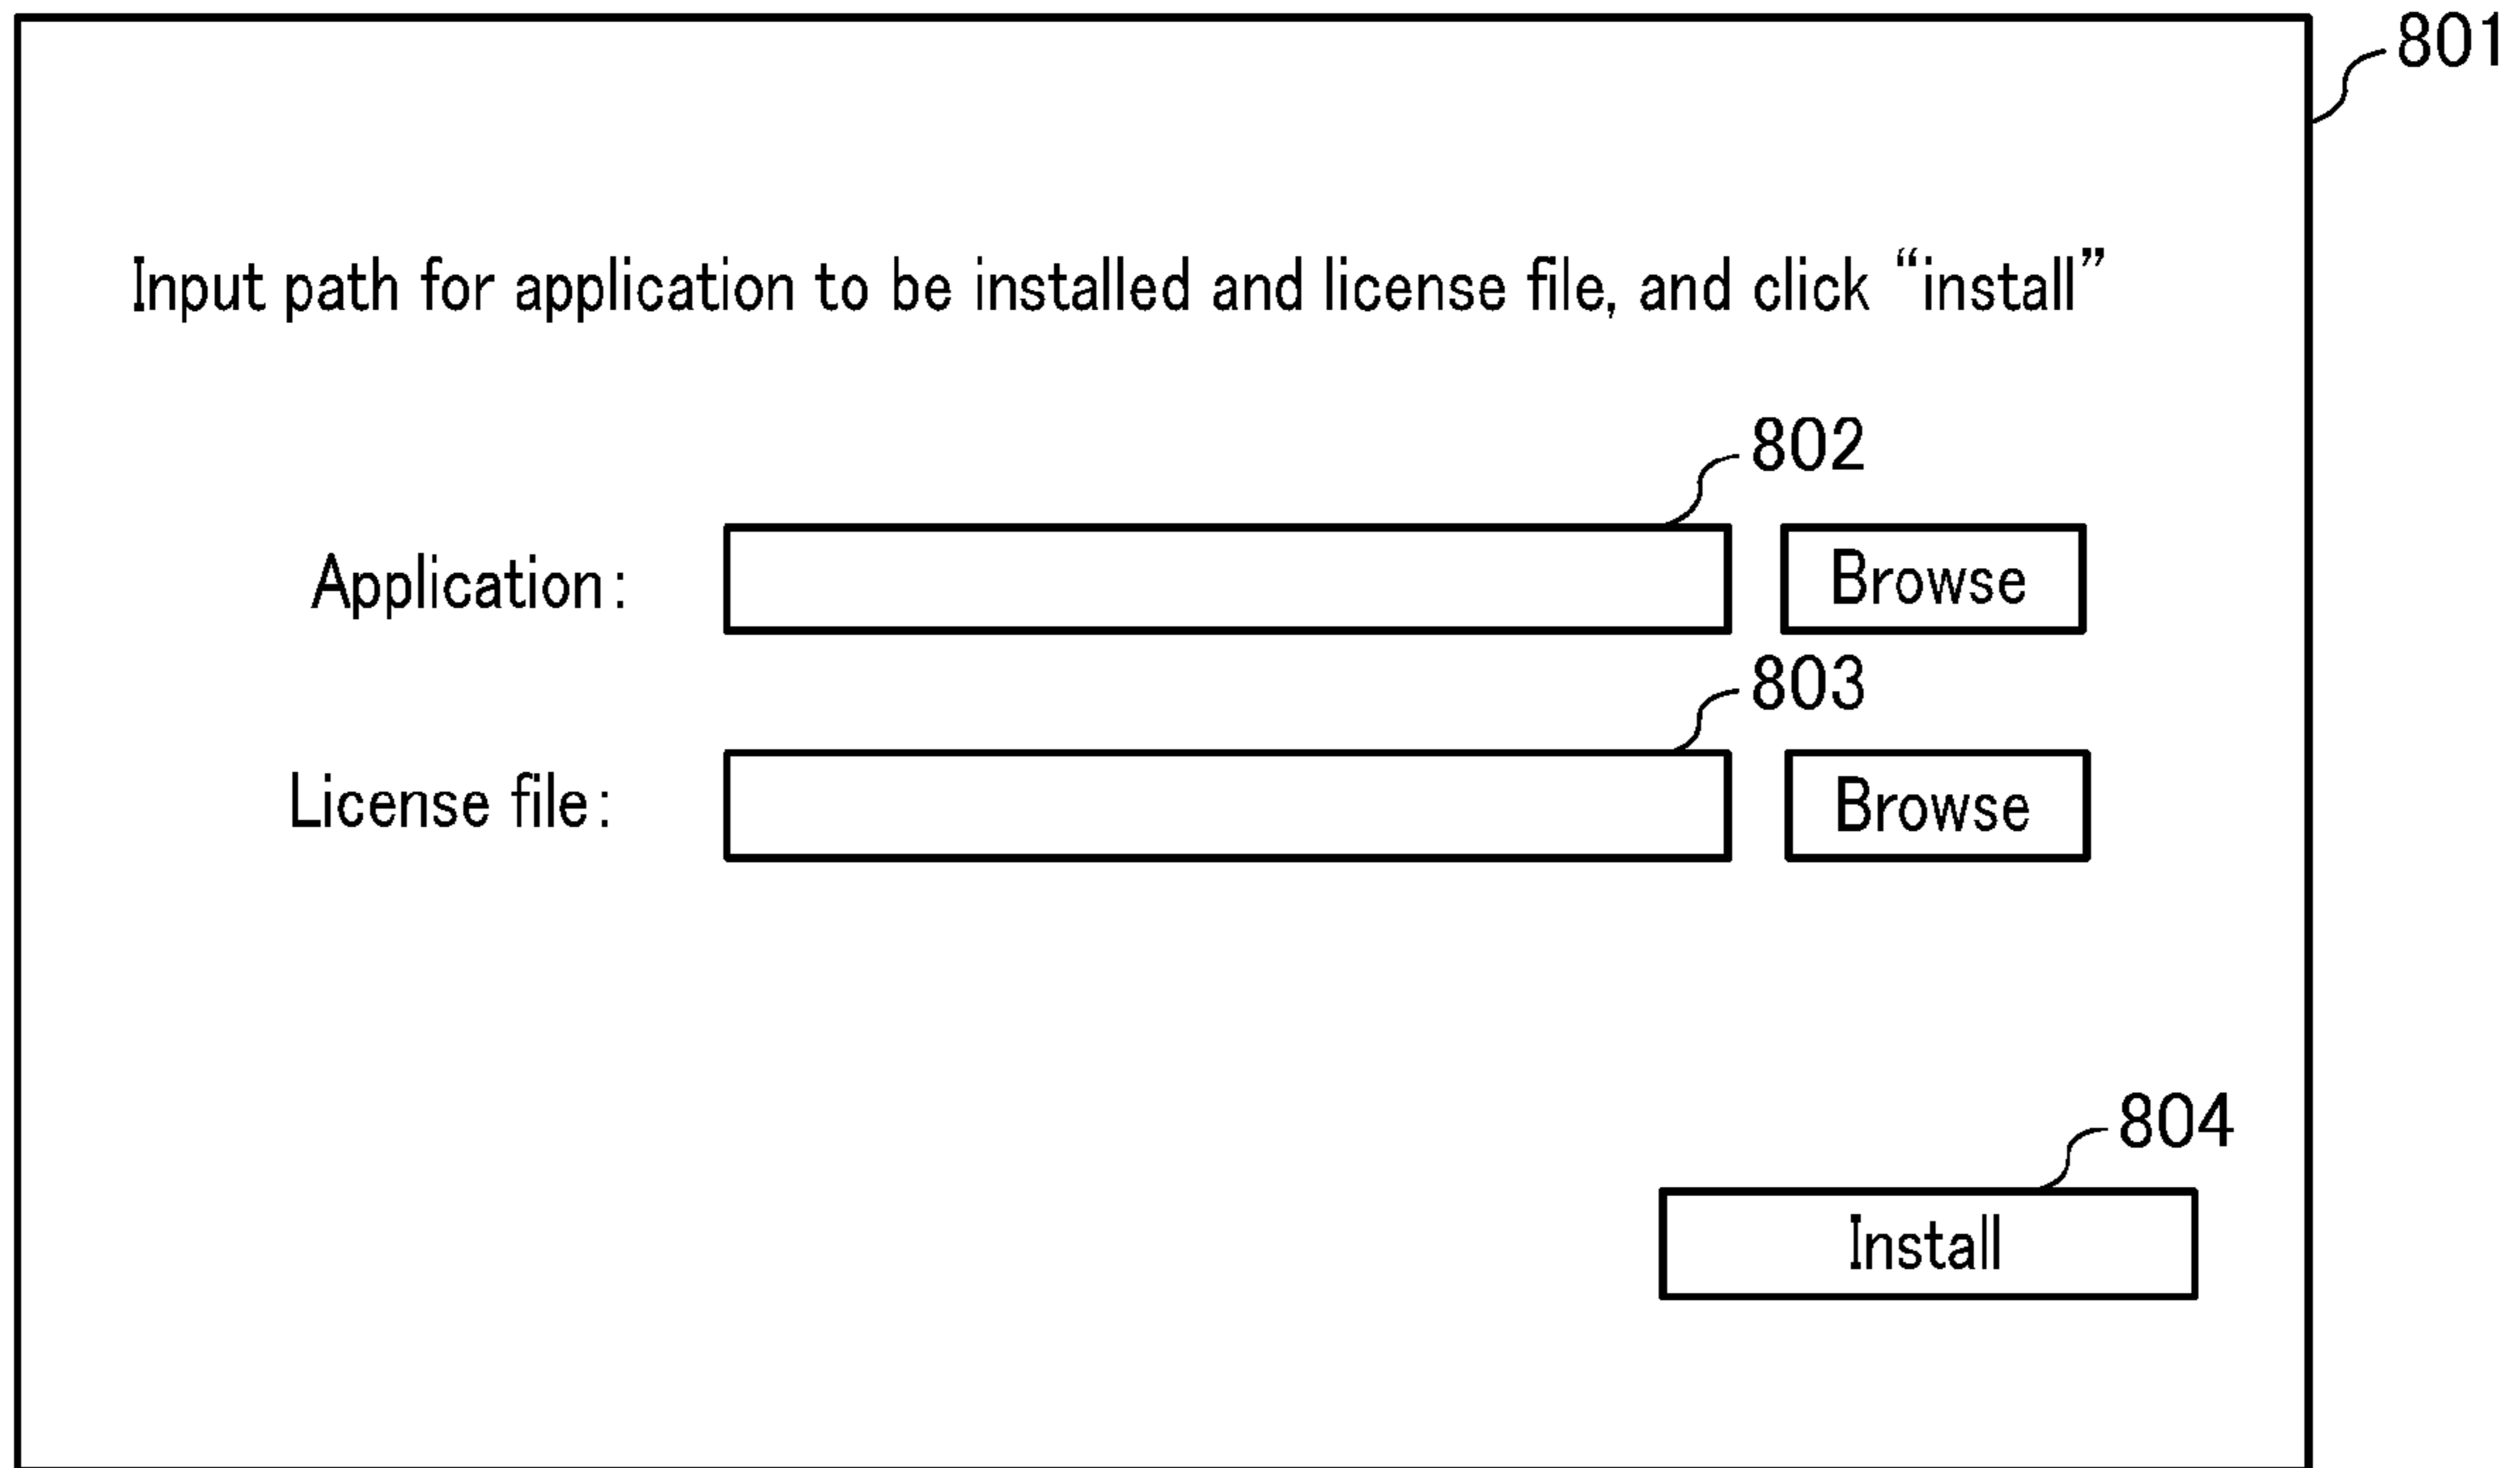 801
Input path for application to be installed and license file, and click “install”
802
Application: Browse
803
License file: Browse
804
Install